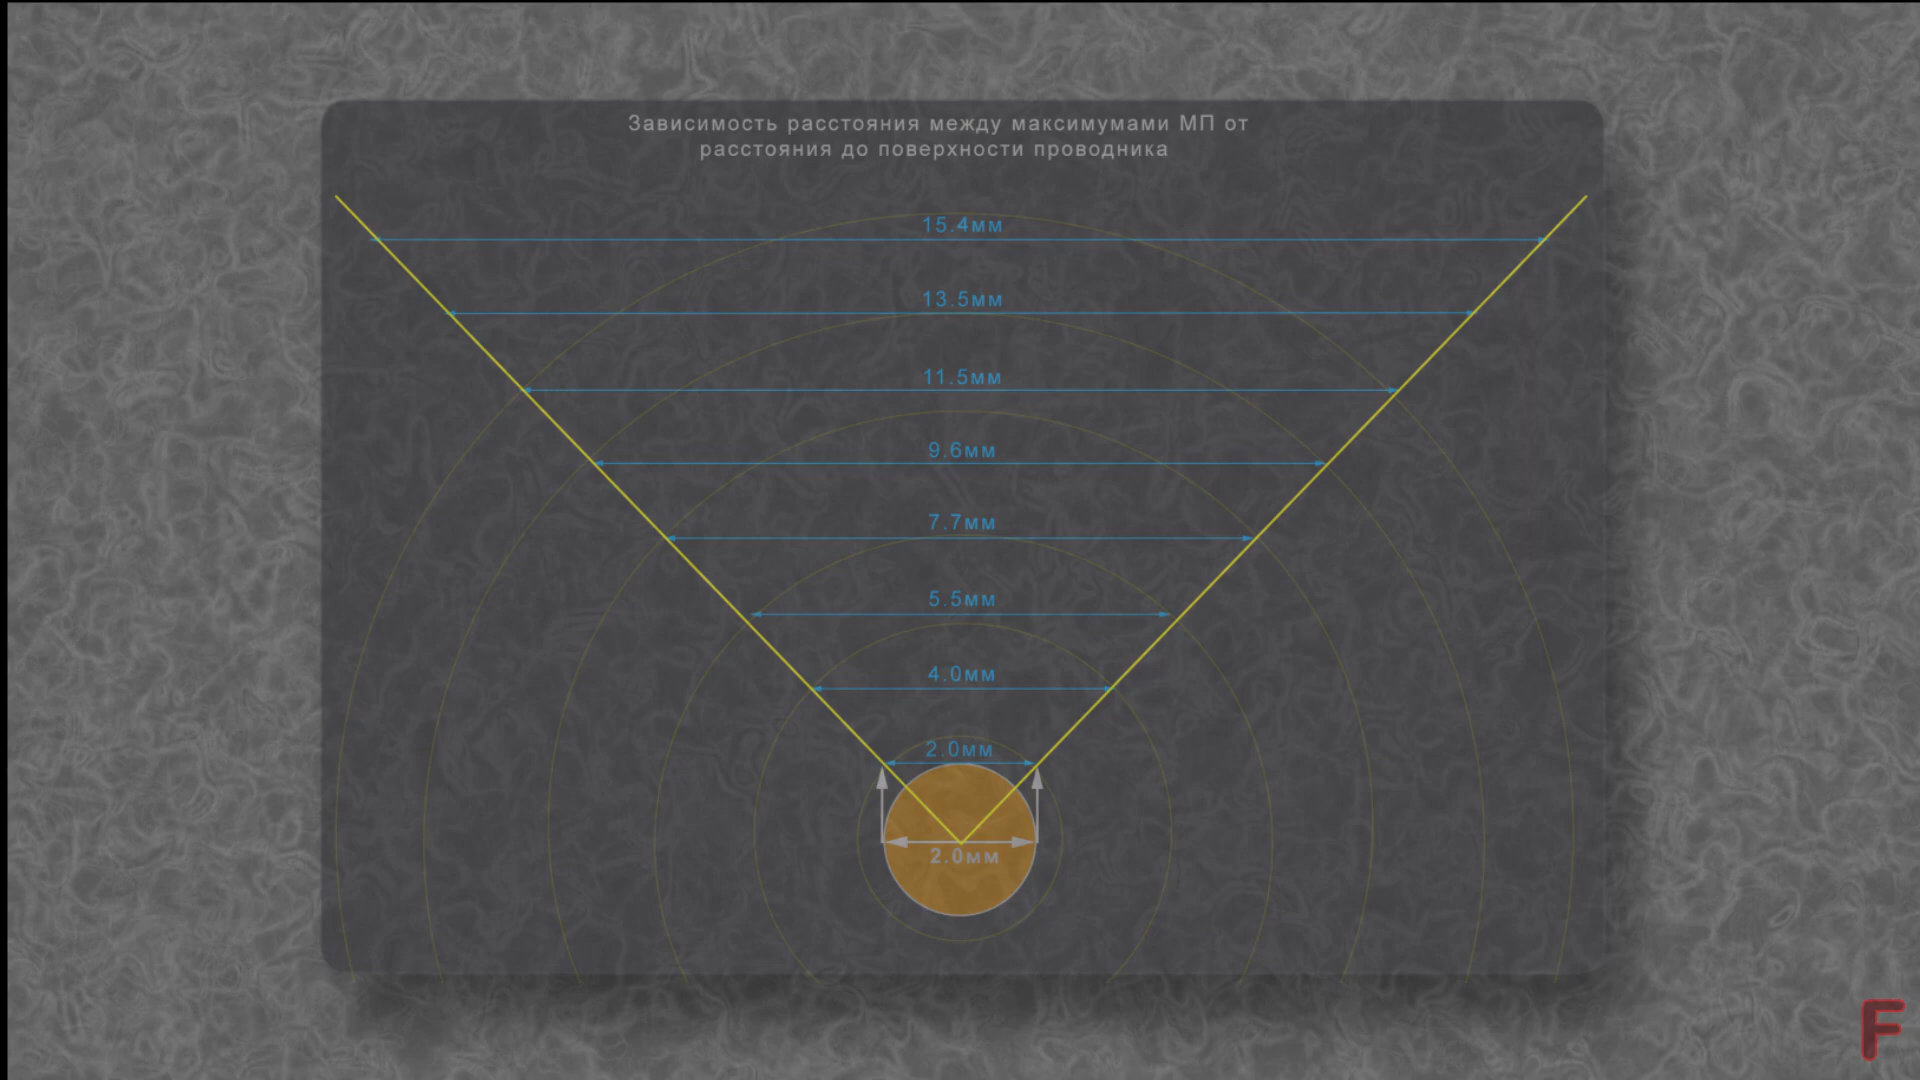 Зависимость расстояния между максимумами МП от
расстояния до поверхности проводника
15.4мм
13.5мм
11.5мм
9.6мм
7.7мм
5.5мм
4.0мм
2.0мм
2.0мм
F